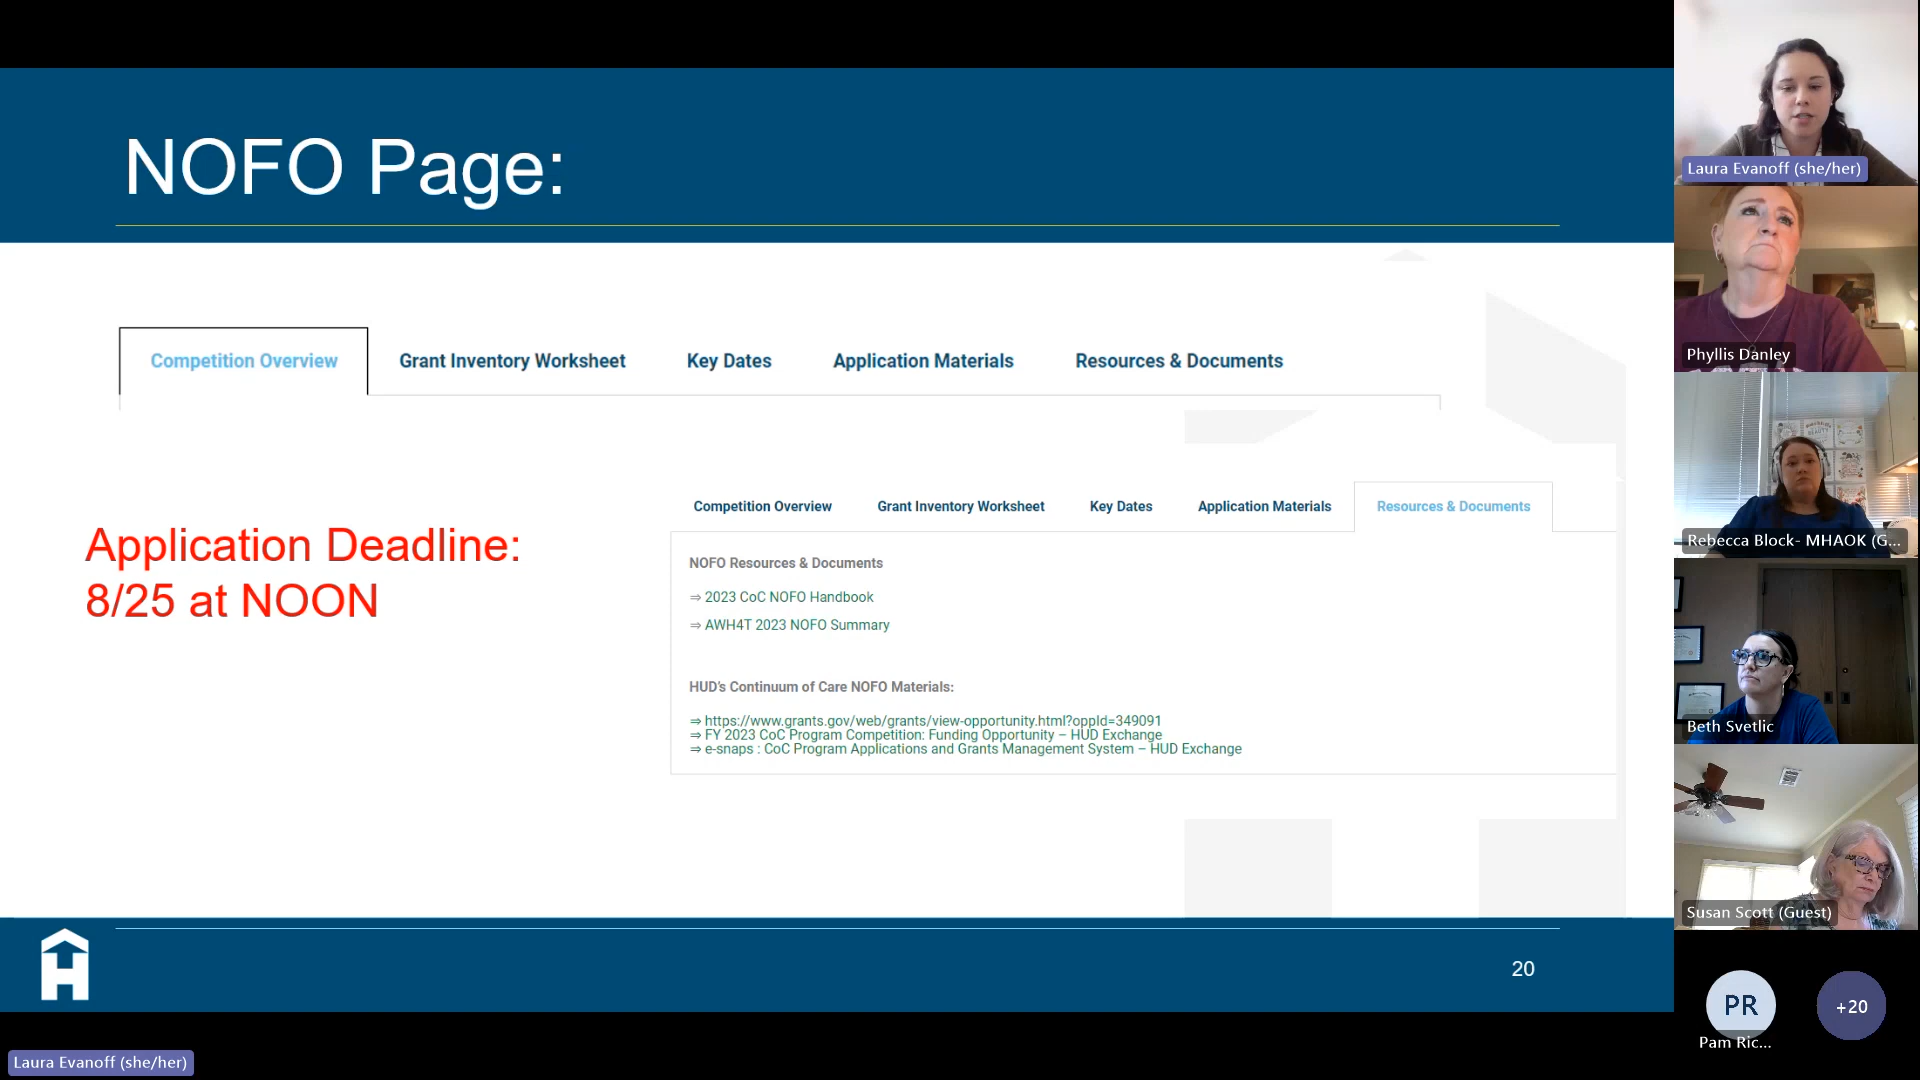 NOFO Page:
Competition Overview
Grant Inventory Worksheet
Key Dates
Application Materials
Resources & Documents
Application Deadline:
8/25 at NOON
Competition Overview
Grant Inventory Worksheet
Key Dates
Application Materials
Resources & Documents
NOFO Resources & Documents
⇒ 2023 CoC NOFO Handbook
⇒ AWH4T 2023 NOFO Summary
HUD's Continuum of Care NOFO Materials:
⇒ https://www.grants.gov/web/grants/view-opportunity.html?oppId=349091
⇒ FY 2023 CoC Program Competition: Funding Opportunity – HUD Exchange
⇒ e-snaps : CoC Program Applications and Grants Management System – HUD Exchange
20
Laura Evanoff (she/her)
Phyllis Danley
Rebecca Block- MHAOK (G...
Beth Svetlic
Susan Scott (Guest)
PR
+20
Pam Ric...
Laura Evanoff (she/her)